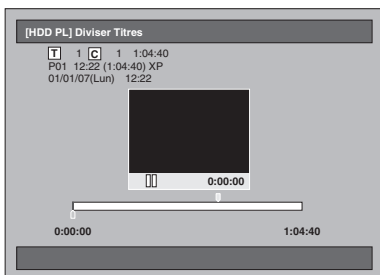 [HDD PL] Diviser Titres
T 1 C 1 1:04:40
P01 12:22 (1:04:40) XP
01/01/07(Lun) 12:22
0:00:00
0:00:00 1:04:40